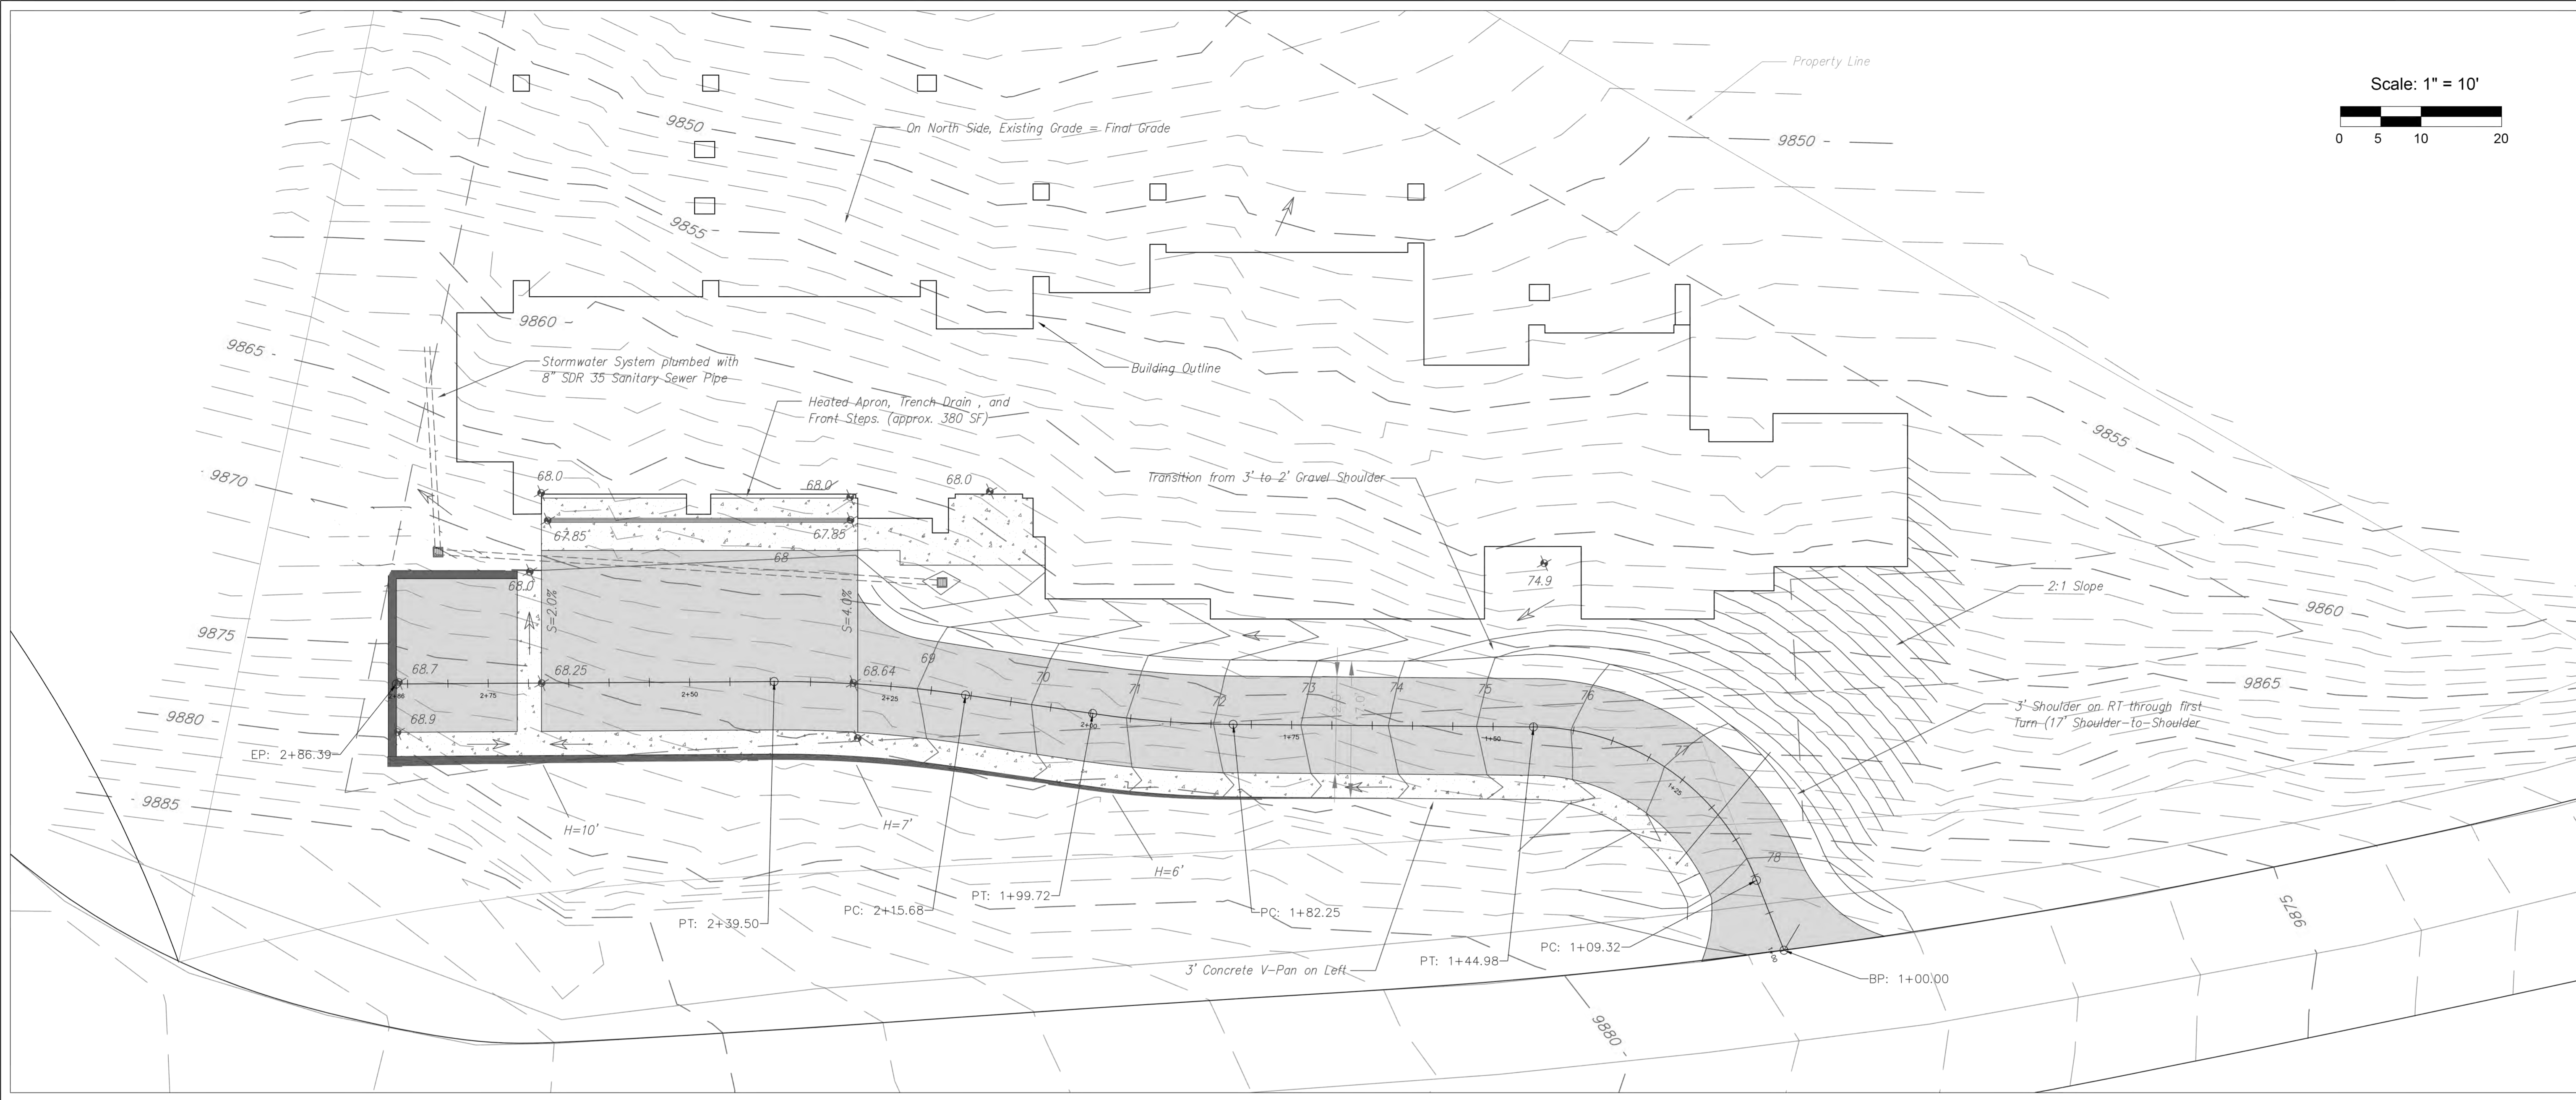 Scale: 1" = 10'
0 5 10 20
Property Line
9850
On North Side, Existing Grade = Final Grade
9850 -
9855
9860 -
9865 -
Stormwater System plumbed with
8" SDR 35 Sanitary Sewer Pipe
Building Outline
Heated Apron, Trench Drain , and
Front Steps. (approx. 380 SF)
- 9855
- 9870
68.0
68.0
68.0
Transition from 3' to 2' Gravel Shoulder
67.85
67.85
68
68.0
74.9
2:1 Slope
9860
S=2.0%
S=4.0%
9875
68.7
68.25
68.64
69
70
71
72
73
74
75
76
9865
2+86
2+75
2+50
2+25
2+00
1+75
1+50
1+25
1+00
- 9880
68.9
3' Shoulder on RT through first
Turn (17' Shoulder-to-Shoulder
77
EP: 2+86.39
- 9885
H=10'
H=7'
H=6'
78
PT: 2+39.50
PC: 2+15.68
PT: 1+99.72
PC: 1+82.25
PT: 1+44.98
PC: 1+09.32
3' Concrete V-Pan on Left
BP: 1+00.00
9875
9880 -